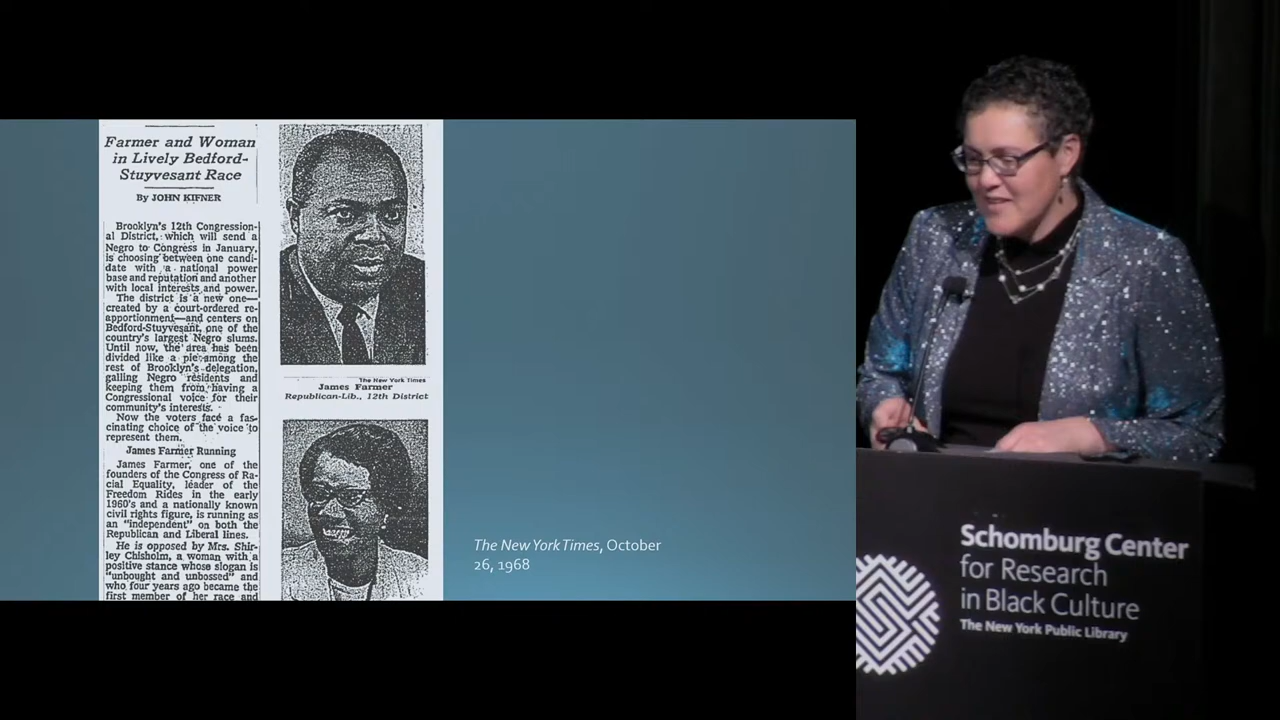 Farmer and Woman
in Lively Bedford-
Stuyvesant Race
By JOHN KIFNER
Brooklyn's 12th Congression-
al District, which will send a
Negro to Congress in January,
is choosing between one candi-
date with a national power
base and reputation and another
with local interests and power.
The district is a new one—
created by a court-ordered re-
apportionment—and centers on
Bedford-Stuyvesant, one of the
country's largest Negro slums.
Until now, the area has been
divided like a pie among the
rest of Brooklyn's delegation,
galling Negro residents and
keeping them from having a
Congressional voice for their
community's interests.
Now the voters face a fas-
cinating choice of the voice to
represent them.
James Farmer Running
James Farmer, one of the
founders of the Congress of Ra-
cial Equality, leader of the
Freedom Rides in the early
1960's and a nationally known
civil rights figure, is running as
an "independent" on both the
Republican and Liberal lines.
He is opposed by Mrs. Shir-
ley Chisholm, a woman with a
positive stance whose slogan is
"unbought and unbossed" and
who four years ago became the
first member of her race and
The New York Times
James Farmer
Republican-Lib., 12th District
The New York Times, October
26, 1968
Schomburg Center
for Research
in Black Culture
The New York Public Library